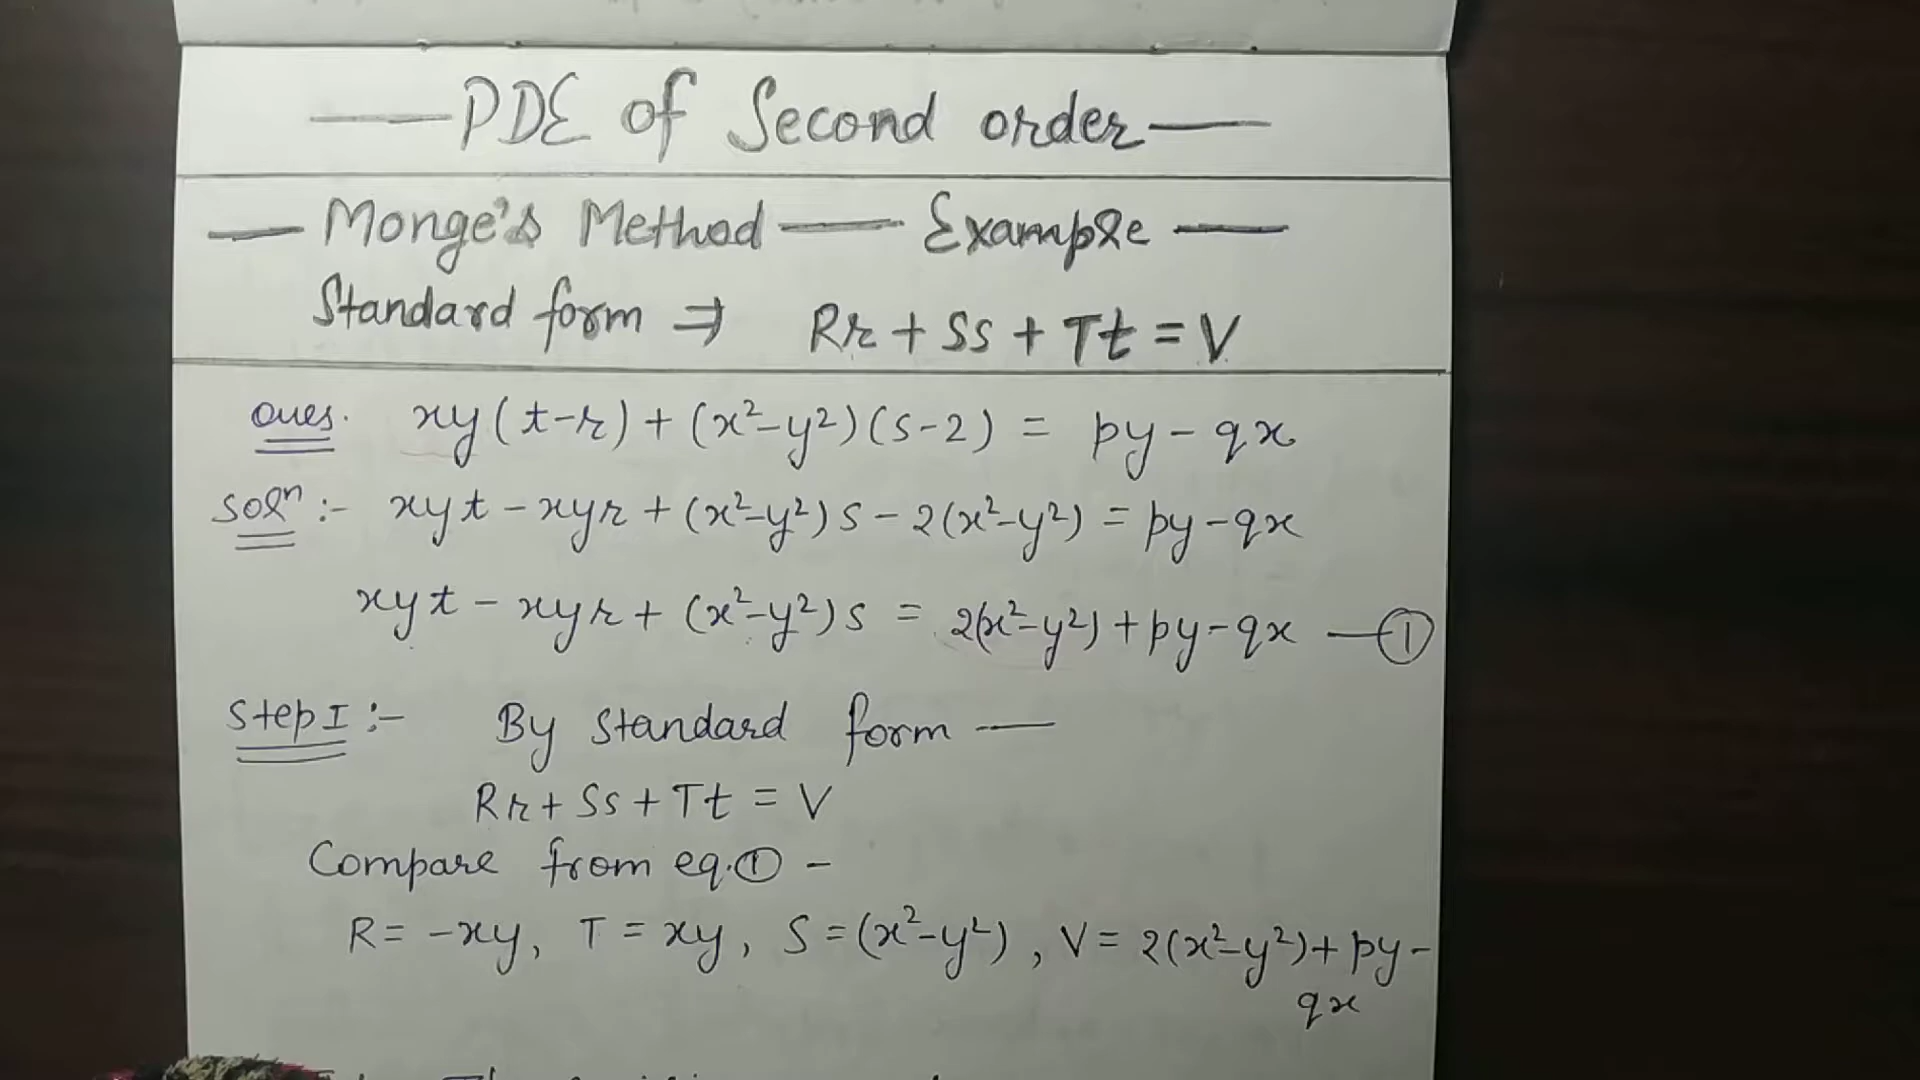 — PDE of Second order —
— Monge's Method — Example —
Standard form ⇒ Rr + Ss + Tt = V
Ques. xy(t-r) + (x²-y²)(s-2) = py - qx
Solⁿ :- xyt - xyr + (x²-y²)s - 2(x²-y²) = py - qx
xyt - xyr + (x²-y²)s = 2(x²-y²) + py - qx — ①
Step I :- By standard form —
Rr + Ss + Tt = V
Compare from eq.① -
R = -xy, T = xy, S = (x²-y²), V = 2(x²-y²) + py -
qx